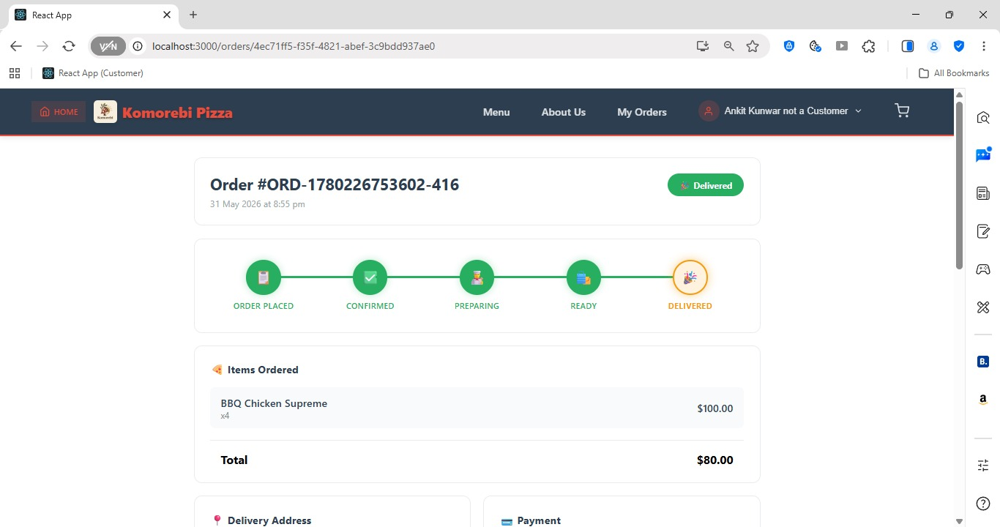 React App
VPN
localhost:3000/orders/4ec71ff5-f35f-4821-abef-3c9bdd937ae0
React App (Customer)
All Bookmarks
HOME
Komorebi
Komorebi Pizza
Menu
About Us
My Orders
Ankit Kunwar not a Customer
Order #ORD-1780226753602-416
31 May 2026 at 8:55 pm
Delivered
ORDER PLACED
CONFIRMED
PREPARING
READY
DELIVERED
Items Ordered
BBQ Chicken Supreme
x4
$100.00
Total
$80.00
Delivery Address
Payment
B.
a